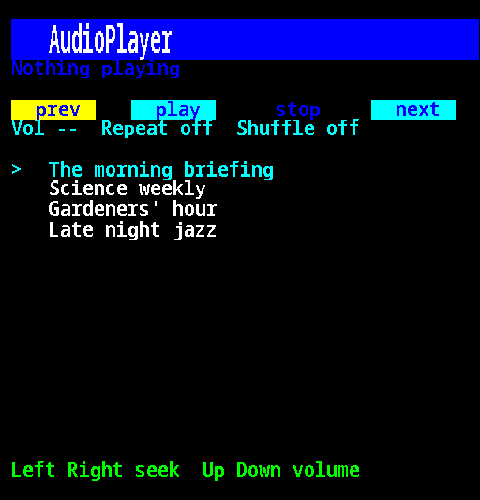 AudioPlayer
Nothing playing
prev play stop next
Vol -- Repeat off Shuffle off
> The morning briefing
Science weekly
Gardeners' hour
Late night jazz
Left Right seek Up Down volume